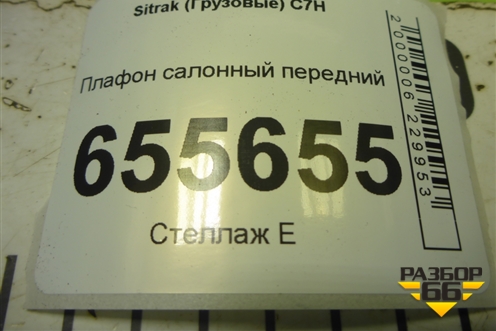 Sitrak (Грузовые) C7H
Плафон салонный передний
655655
Стеллаж Е
2000006229953
РАЗБОР
66